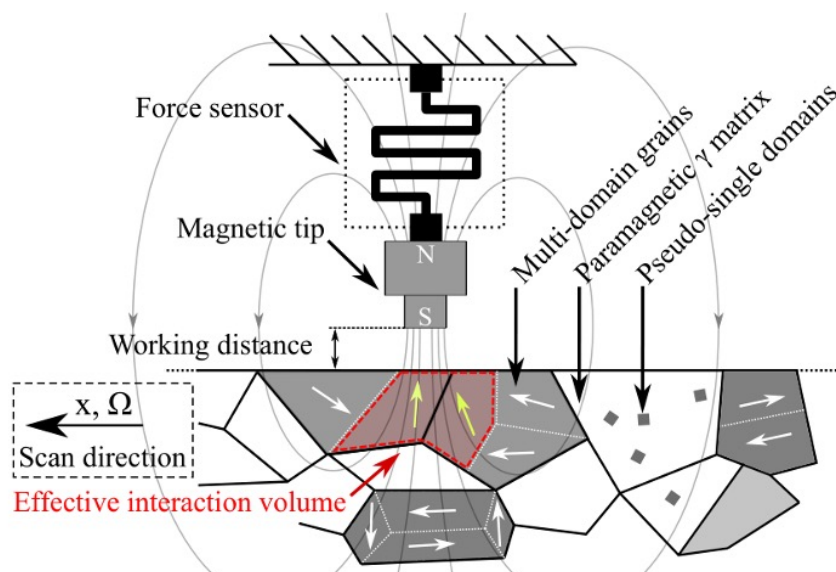 Force sensor
Magnetic tip
N
S
Working distance
Multi-domain grains
Paramagnetic γ matrix
Pseudo-single domains
x, Ω
Scan direction
Effective interaction volume